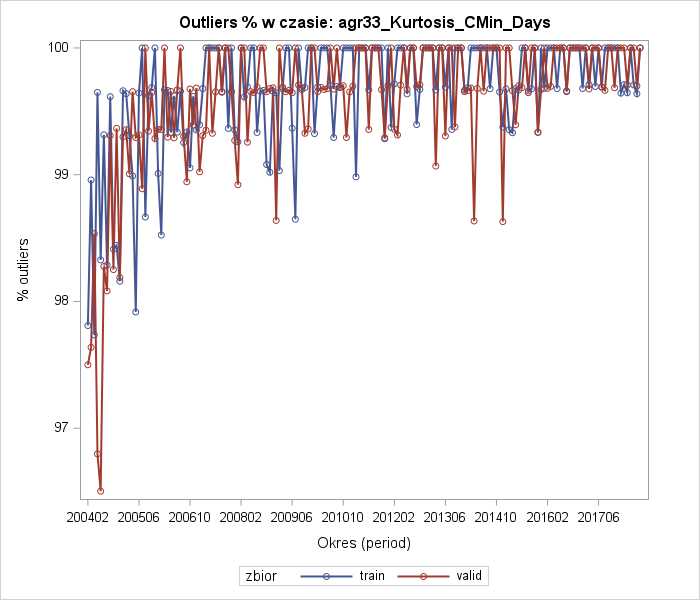 Outliers % w czasie: agr33_Kurtosis_CMin_Days
100
99
98
97
% outliers
200402 200506 200610 200802 200906 201010 201202 201306 201410 201602 201706
Okres (period)
zbior train valid